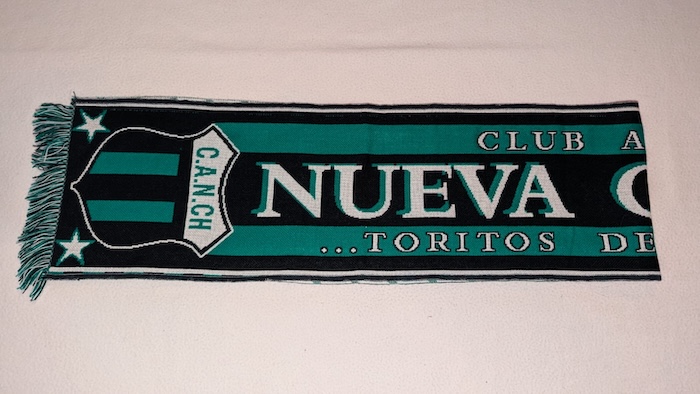 C.A.N.CH
CLUB A
NUEVA C
...TORITOS DE